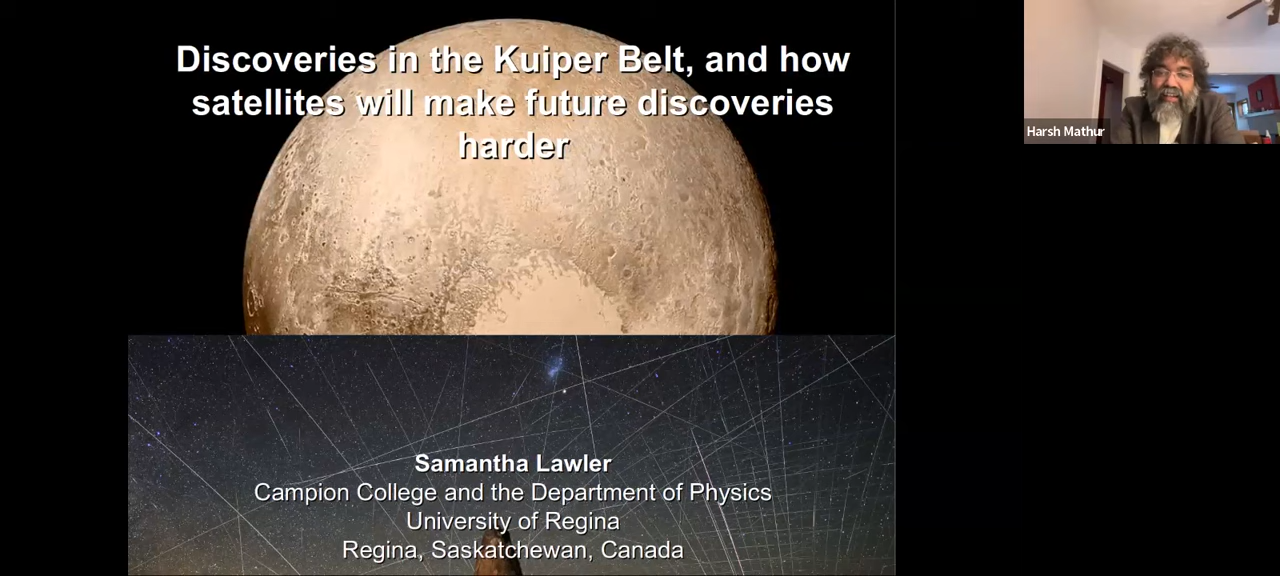 Discoveries in the Kuiper Belt, and how
satellites will make future discoveries
harder
Harsh Mathur
Samantha Lawler
Campion College and the Department of Physics
University of Regina
Regina, Saskatchewan, Canada